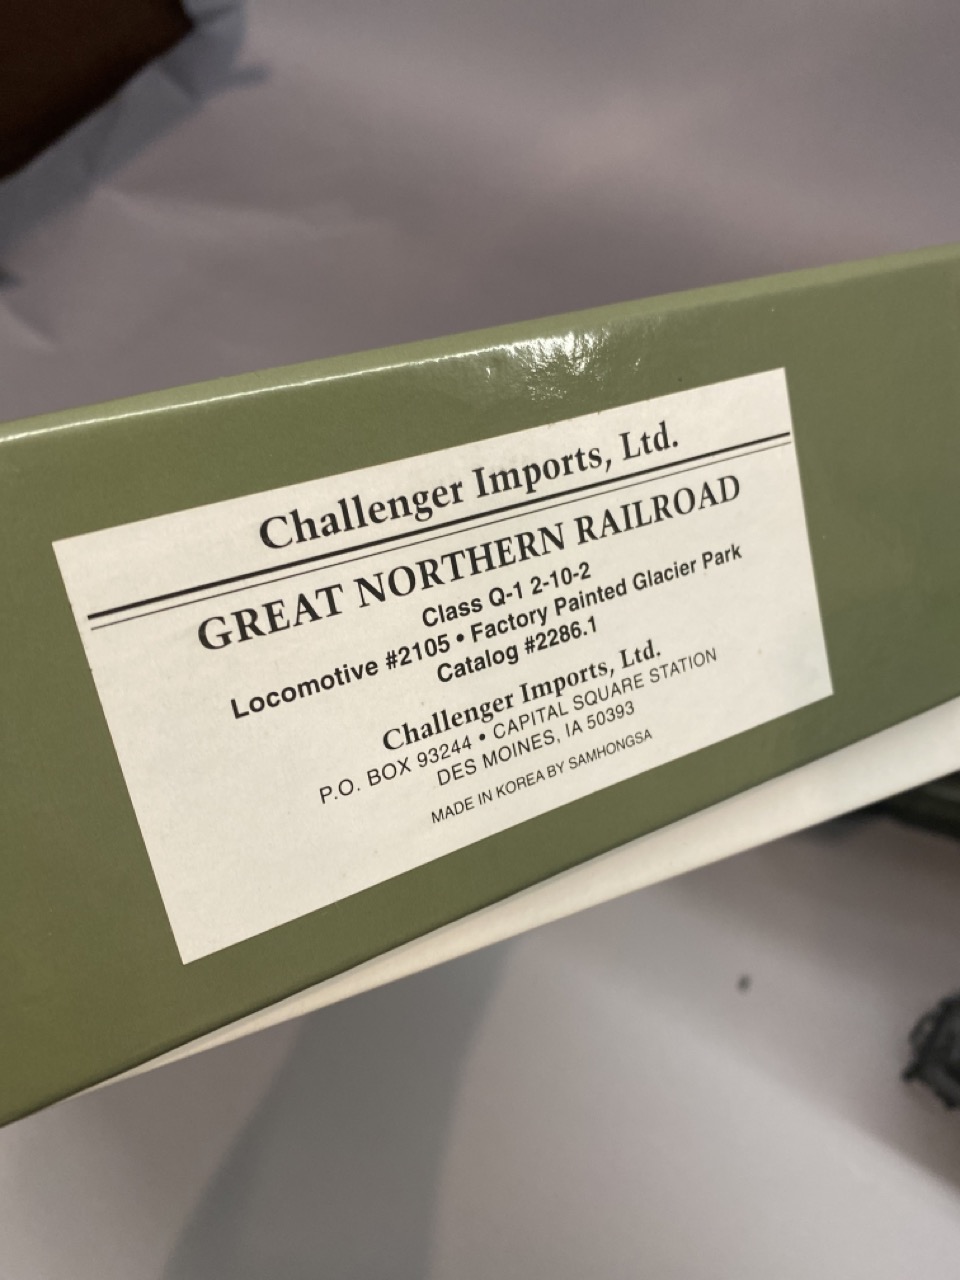 Challenger Imports, Ltd.
GREAT NORTHERN RAILROAD
Class Q-1 2-10-2
Locomotive #2105 • Factory Painted Glacier Park
Catalog #2286.1
Challenger Imports, Ltd.
P.O. BOX 93244 • CAPITAL SQUARE STATION
DES MOINES, IA 50393
MADE IN KOREA BY SAMHONGSA